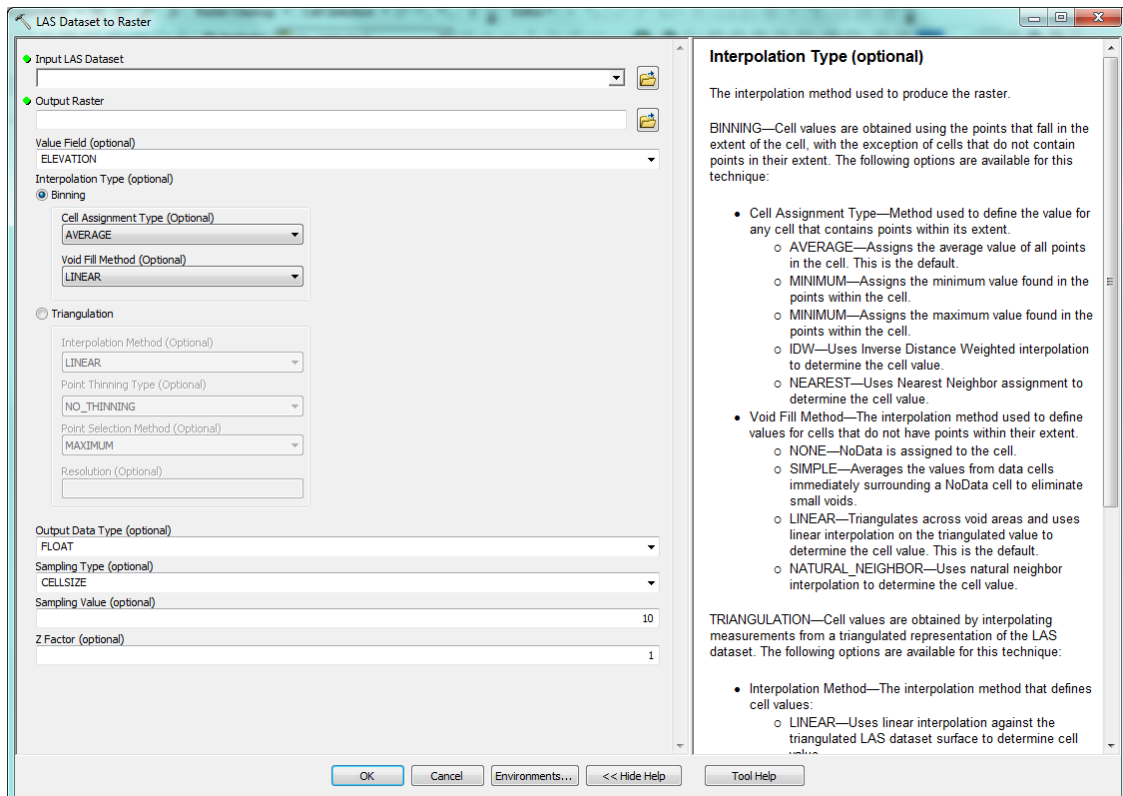 LAS Dataset to Raster
Input LAS Dataset
Output Raster
Value Field (optional)
ELEVATION
Interpolation Type (optional)
Binning
Cell Assignment Type (Optional)
AVERAGE
Void Fill Method (Optional)
LINEAR
Triangulation
Interpolation Method (Optional)
LINEAR
Point Thinning Type (Optional)
NO_THINNING
Point Selection Method (Optional)
MAXIMUM
Resolution (Optional)
Output Data Type (optional)
FLOAT
Sampling Type (optional)
CELLSIZE
Sampling Value (optional)
10
Z Factor (optional)
1
Interpolation Type (optional)
The interpolation method used to produce the raster.
BINNING—Cell values are obtained using the points that fall in the
extent of the cell, with the exception of cells that do not contain
points in their extent. The following options are available for this
technique:
• Cell Assignment Type—Method used to define the value for
any cell that contains points within its extent.
o AVERAGE—Assigns the average value of all points
in the cell. This is the default.
o MINIMUM—Assigns the minimum value found in the
points within the cell.
o MINIMUM—Assigns the maximum value found in the
points within the cell.
o IDW—Uses Inverse Distance Weighted interpolation
to determine the cell value.
o NEAREST—Uses Nearest Neighbor assignment to
determine the cell value.
• Void Fill Method—The interpolation method used to define
values for cells that do not have points within their extent.
o NONE—NoData is assigned to the cell.
o SIMPLE—Averages the values from data cells
immediately surrounding a NoData cell to eliminate
small voids.
o LINEAR—Triangulates across void areas and uses
linear interpolation on the triangulated value to
determine the cell value. This is the default.
o NATURAL_NEIGHBOR—Uses natural neighbor
interpolation to determine the cell value.
TRIANGULATION—Cell values are obtained by interpolating
measurements from a triangulated representation of the LAS
dataset. The following options are available for this technique:
• Interpolation Method—The interpolation method that defines
cell values:
o LINEAR—Uses linear interpolation against the
triangulated LAS dataset surface to determine cell
value.
OK
Cancel
Environments...
<< Hide Help
Tool Help